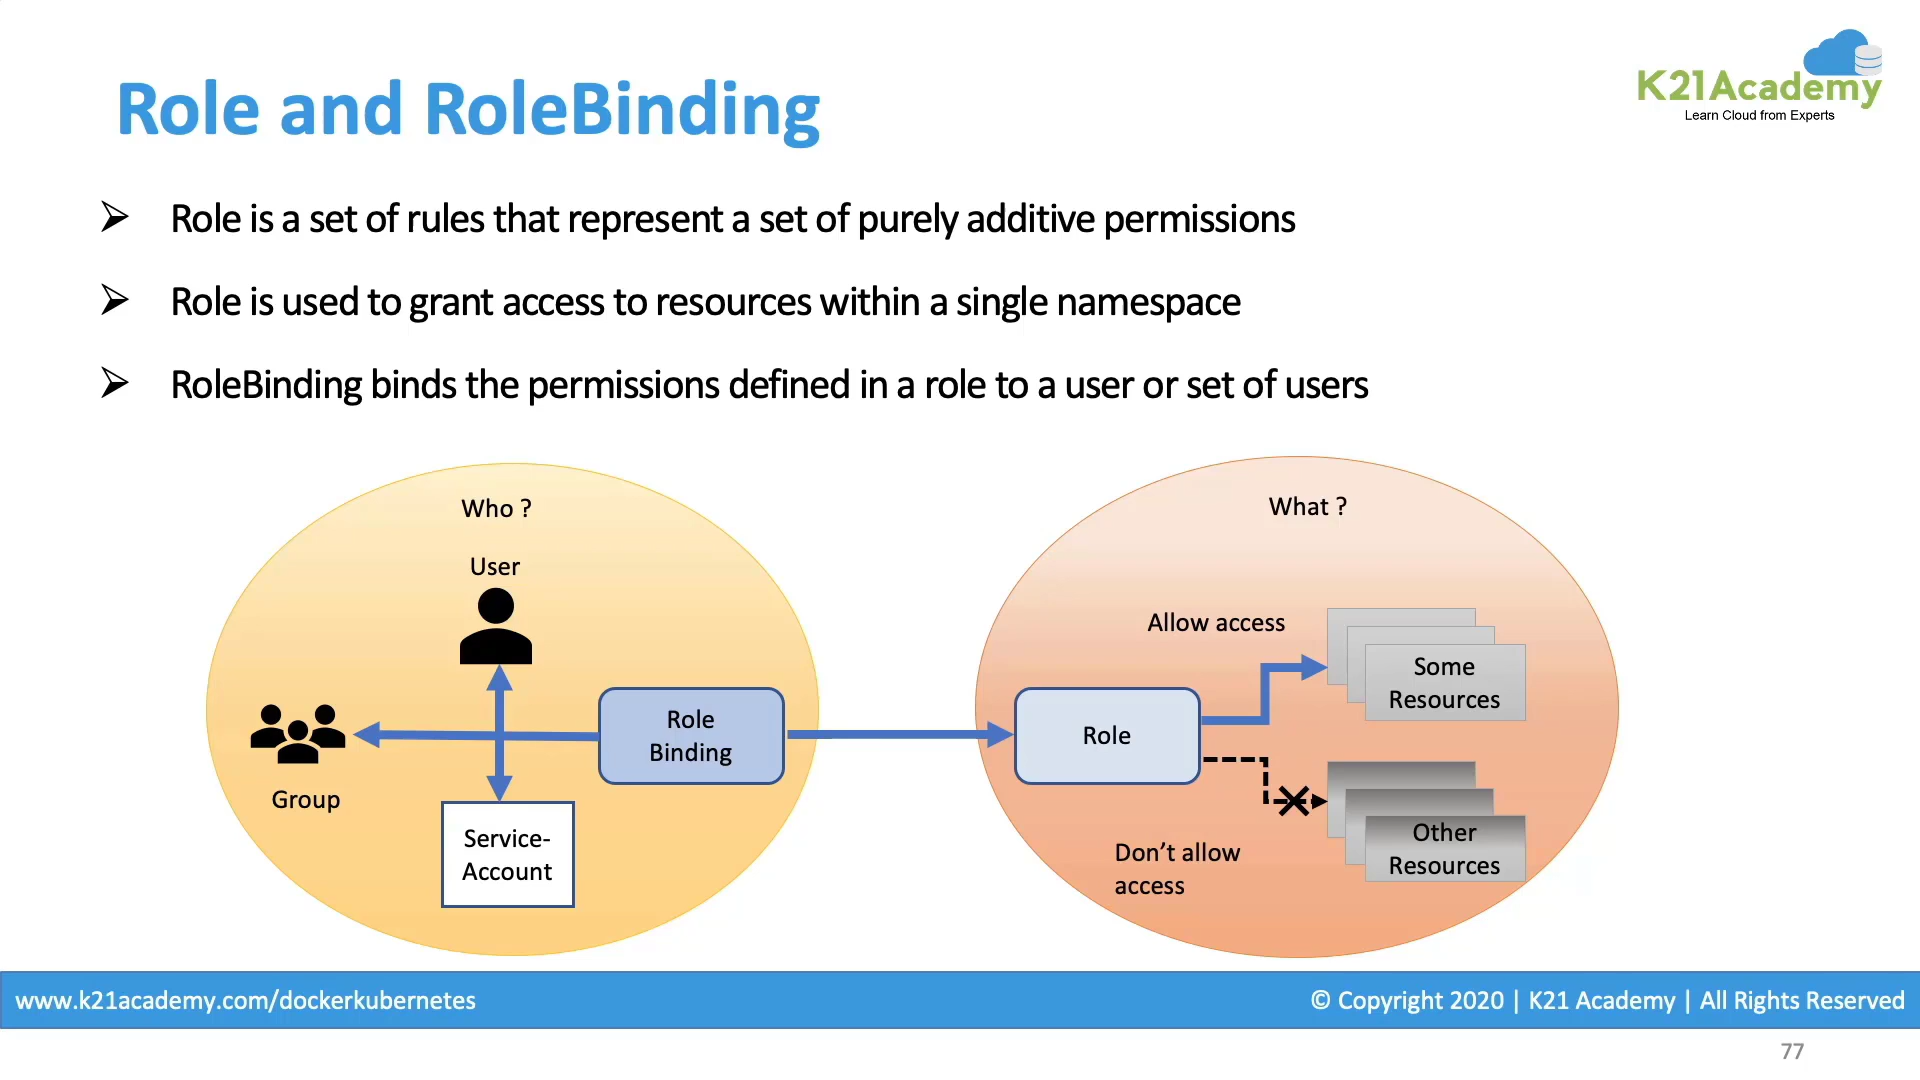 K21Academy
Learn Cloud from Experts
Role and RoleBinding
Role is a set of rules that represent a set of purely additive permissions
Role is used to grant access to resources within a single namespace
RoleBinding binds the permissions defined in a role to a user or set of users
Who ?
User
Group
Service-
Account
Role
Binding
What ?
Role
Allow access
Some
Resources
Don’t allow
access
Other
Resources
www.k21academy.com/dockerkubernetes
© Copyright 2020 | K21 Academy | All Rights Reserved
77